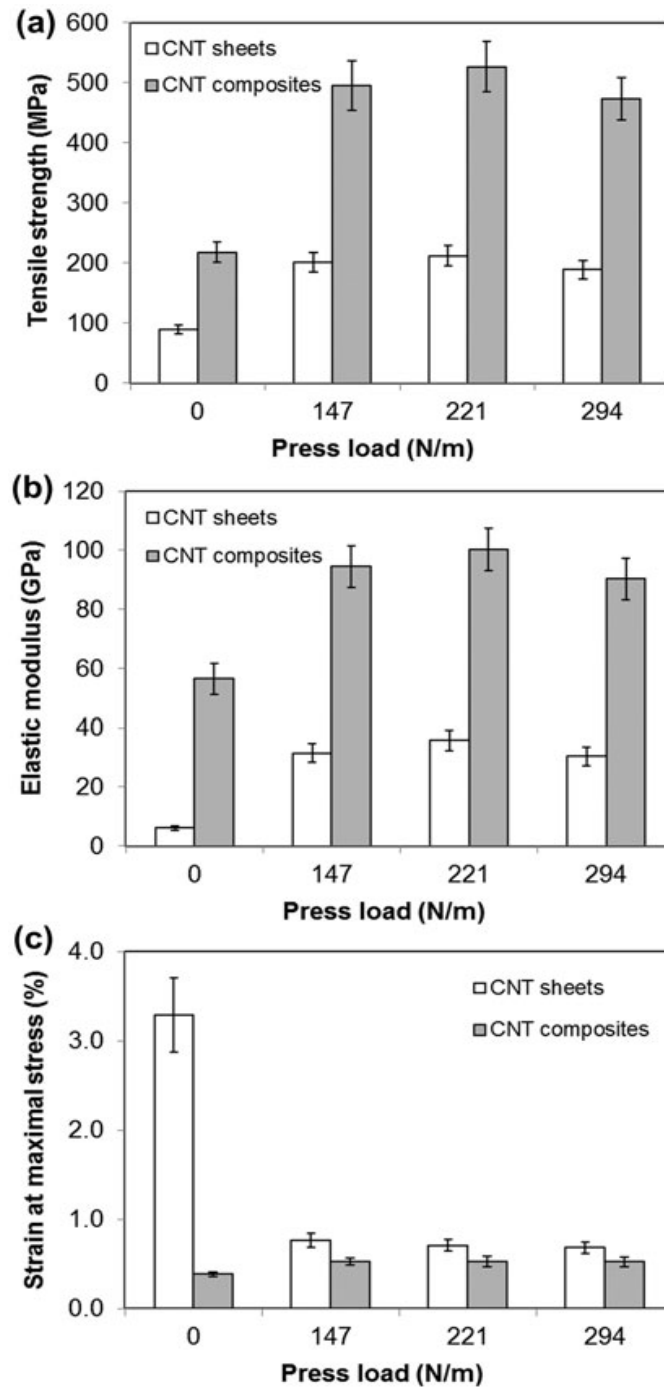 (a)
600
CNT sheets
500
CNT composites
400
300
200
100
0
Tensile strength (MPa)
0 147 221 294
Press load (N/m)
(b)
120
CNT sheets
100
CNT composites
80
60
40
20
0
Elastic modulus (GPa)
0 147 221 294
Press load (N/m)
(c)
4.0
CNT sheets
CNT composites
3.0
2.0
1.0
0.0
Strain at maximal stress (%)
0 147 221 294
Press load (N/m)